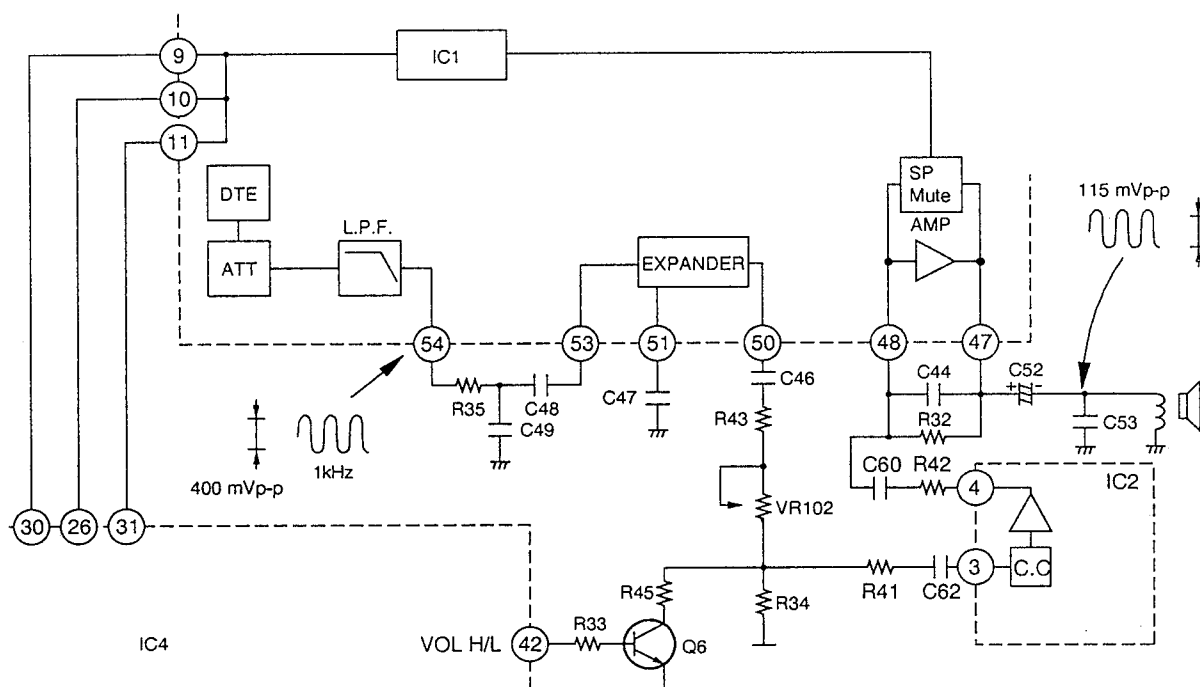 9
IC1
10
11
DTE
ATT
L.P.F.
EXPANDER
SP
Mute
AMP
115 mVp-p
54
53
51
50
48
47
R35
C48
C49
C47
C46
R43
C44
C52
+ -
R32
C53
400 mVp-p
1kHz
C60
R42
4
IC2
VR102
30
26
31
R45
R34
R41
C62
3
C.C
IC4
VOL H/L
42
R33
Q6